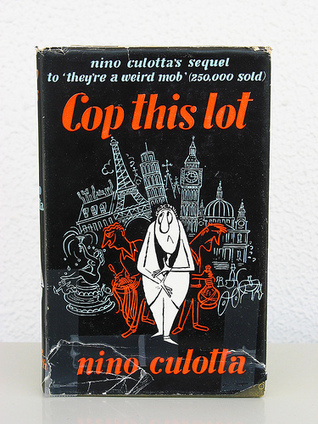 nino culotta's sequel
to 'they're a weird mob' (250,000 sold)
Cop this lot
nino culotta